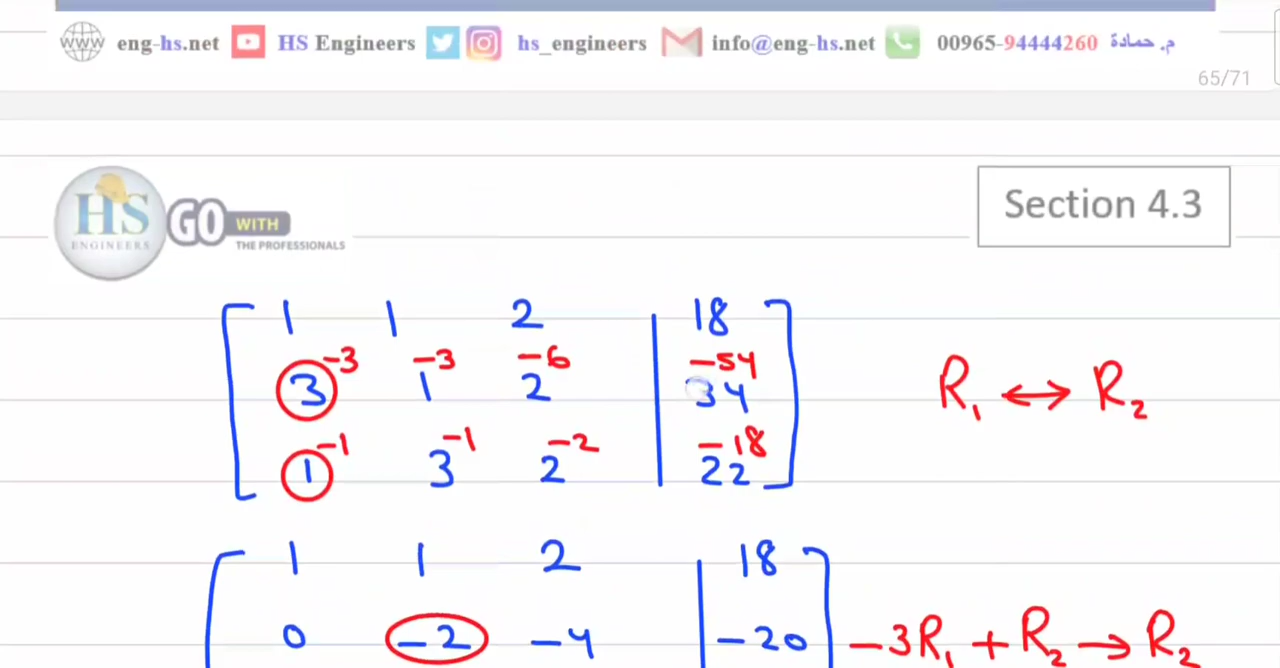 www eng-hs.net HS Engineers hs_engineers info@eng-hs.net 00965-94444260 م. حمادة
65/71
HS ENGINEERS GO WITH THE PROFESSIONALS
Section 4.3
1 1 2 | 18
-3 -3 -6 -54
3 1 2 | 34
R₁ ↔ R₂
-1 -1 -2 -18
1 3 2 | 22
1 1 2 | 18
0 -2 -4 | -20 -3R₁ + R₂ → R₂